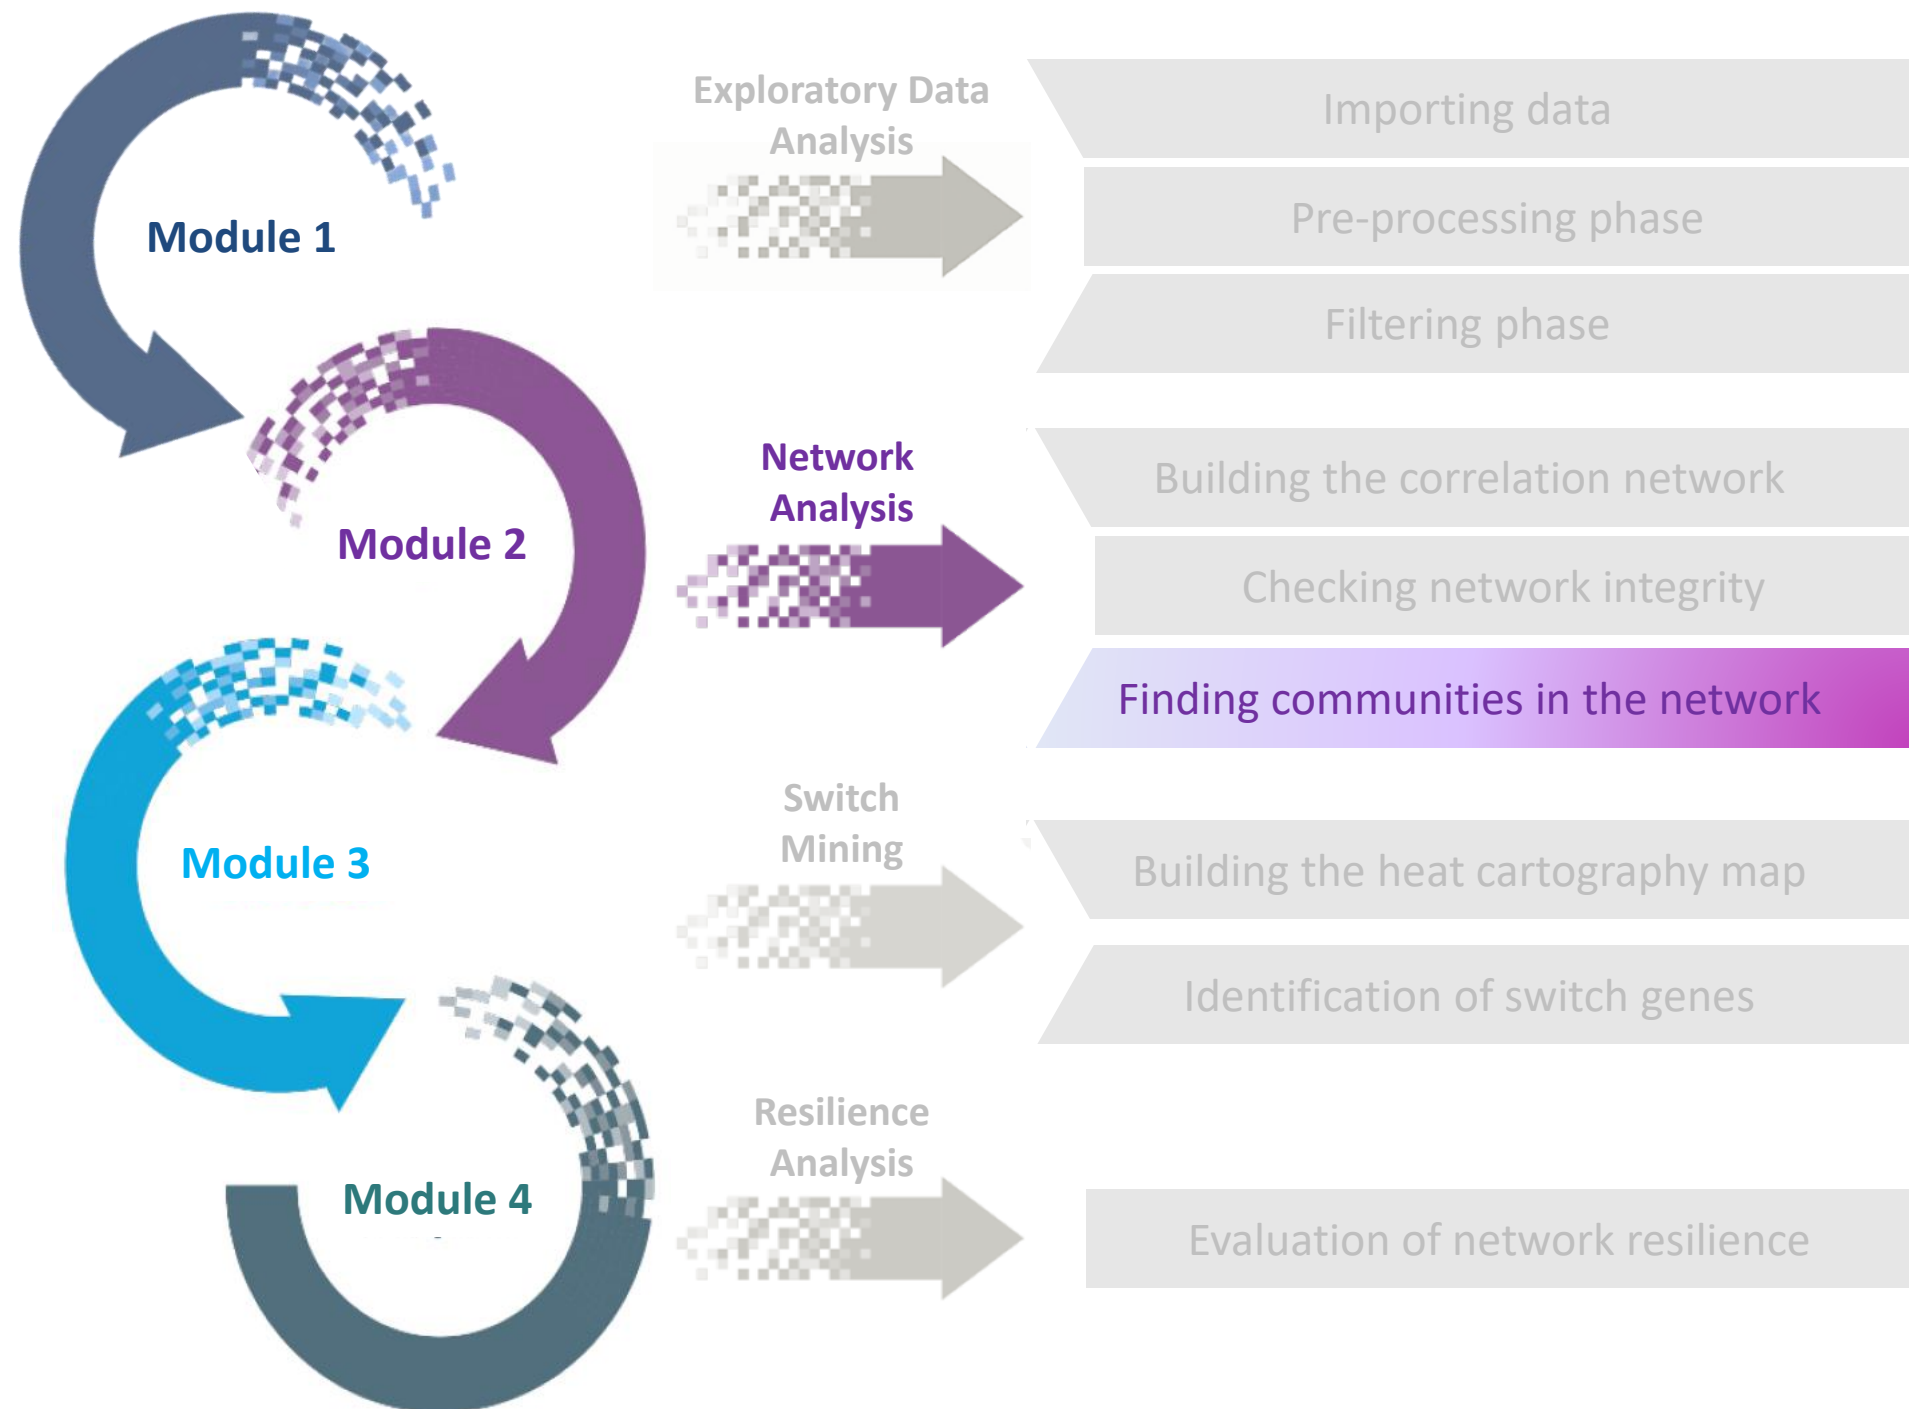 Module 1
Exploratory Data
Analysis
Importing data
Pre-processing phase
Filtering phase
Module 2
Network
Analysis
Building the correlation network
Checking network integrity
Finding communities in the network
Module 3
Switch
Mining
Building the heat cartography map
Identification of switch genes
Module 4
Resilience
Analysis
Evaluation of network resilience